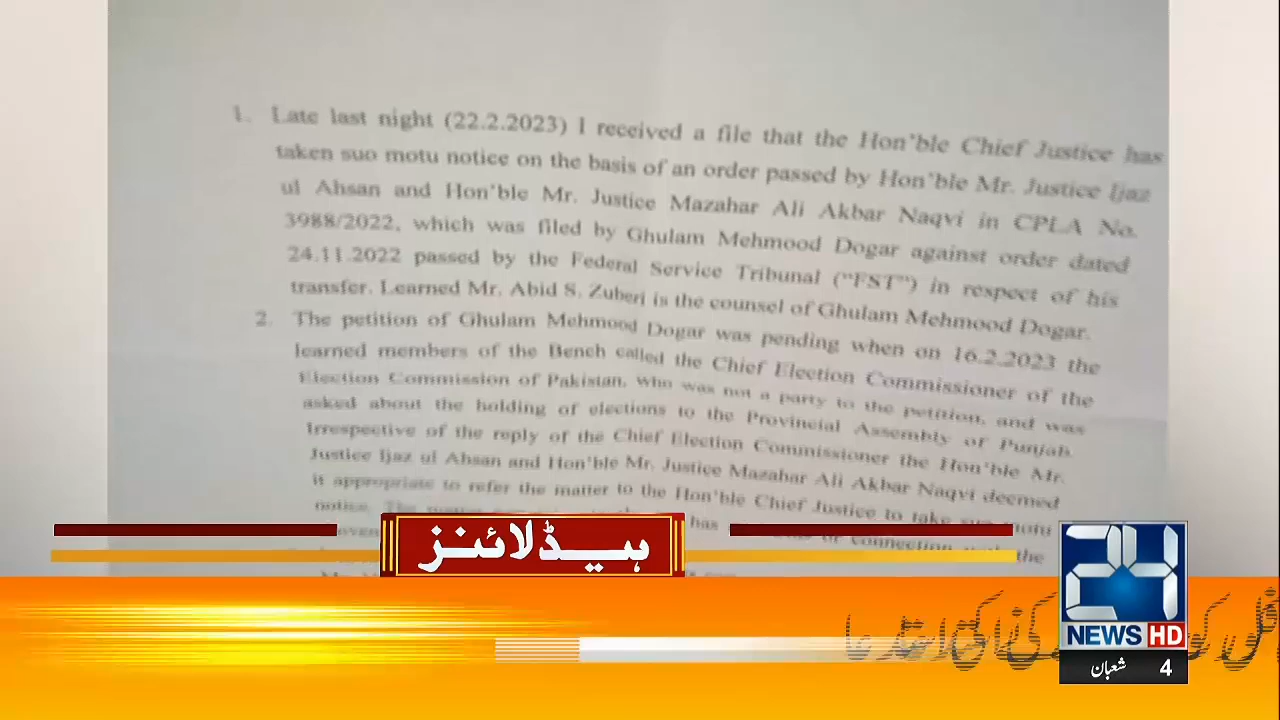 1. Late last night (22.2.2023) I received a file that the Hon'ble Chief Justice has
taken suo motu notice on the basis of an order passed by Hon'ble Mr. Justice Ijaz
ul Ahsan and Hon'ble Mr. Justice Mazahar Ali Akbar Naqvi in CPLA No.
3988/2022, which was filed by Ghulam Mehmood Dogar against order dated
24.11.2022 passed by the Federal Service Tribunal ("FST") in respect of his
transfer. Learned Mr. Abid S. Zuberi is the counsel of Ghulam Mehmood Dogar.
2. The petition of Ghulam Mehmood Dogar was pending when on 16.2.2023 the
learned members of the Bench called the Chief Election Commissioner of the
Election Commission of Pakistan, who was not a party to the petition, and was
asked about the holding of elections to the Provincial Assembly of Punjab.
Irrespective of the reply of the Chief Election Commissioner the Hon'ble Mr.
Justice Ijaz ul Ahsan and Hon'ble Mr. Justice Mazahar Ali Akbar Naqvi deemed
it appropriate to refer the matter to the Hon'ble Chief Justice to take suo motu
notice. has connection the
ہیڈلائنز
24
NEWS HD
4 شعبان